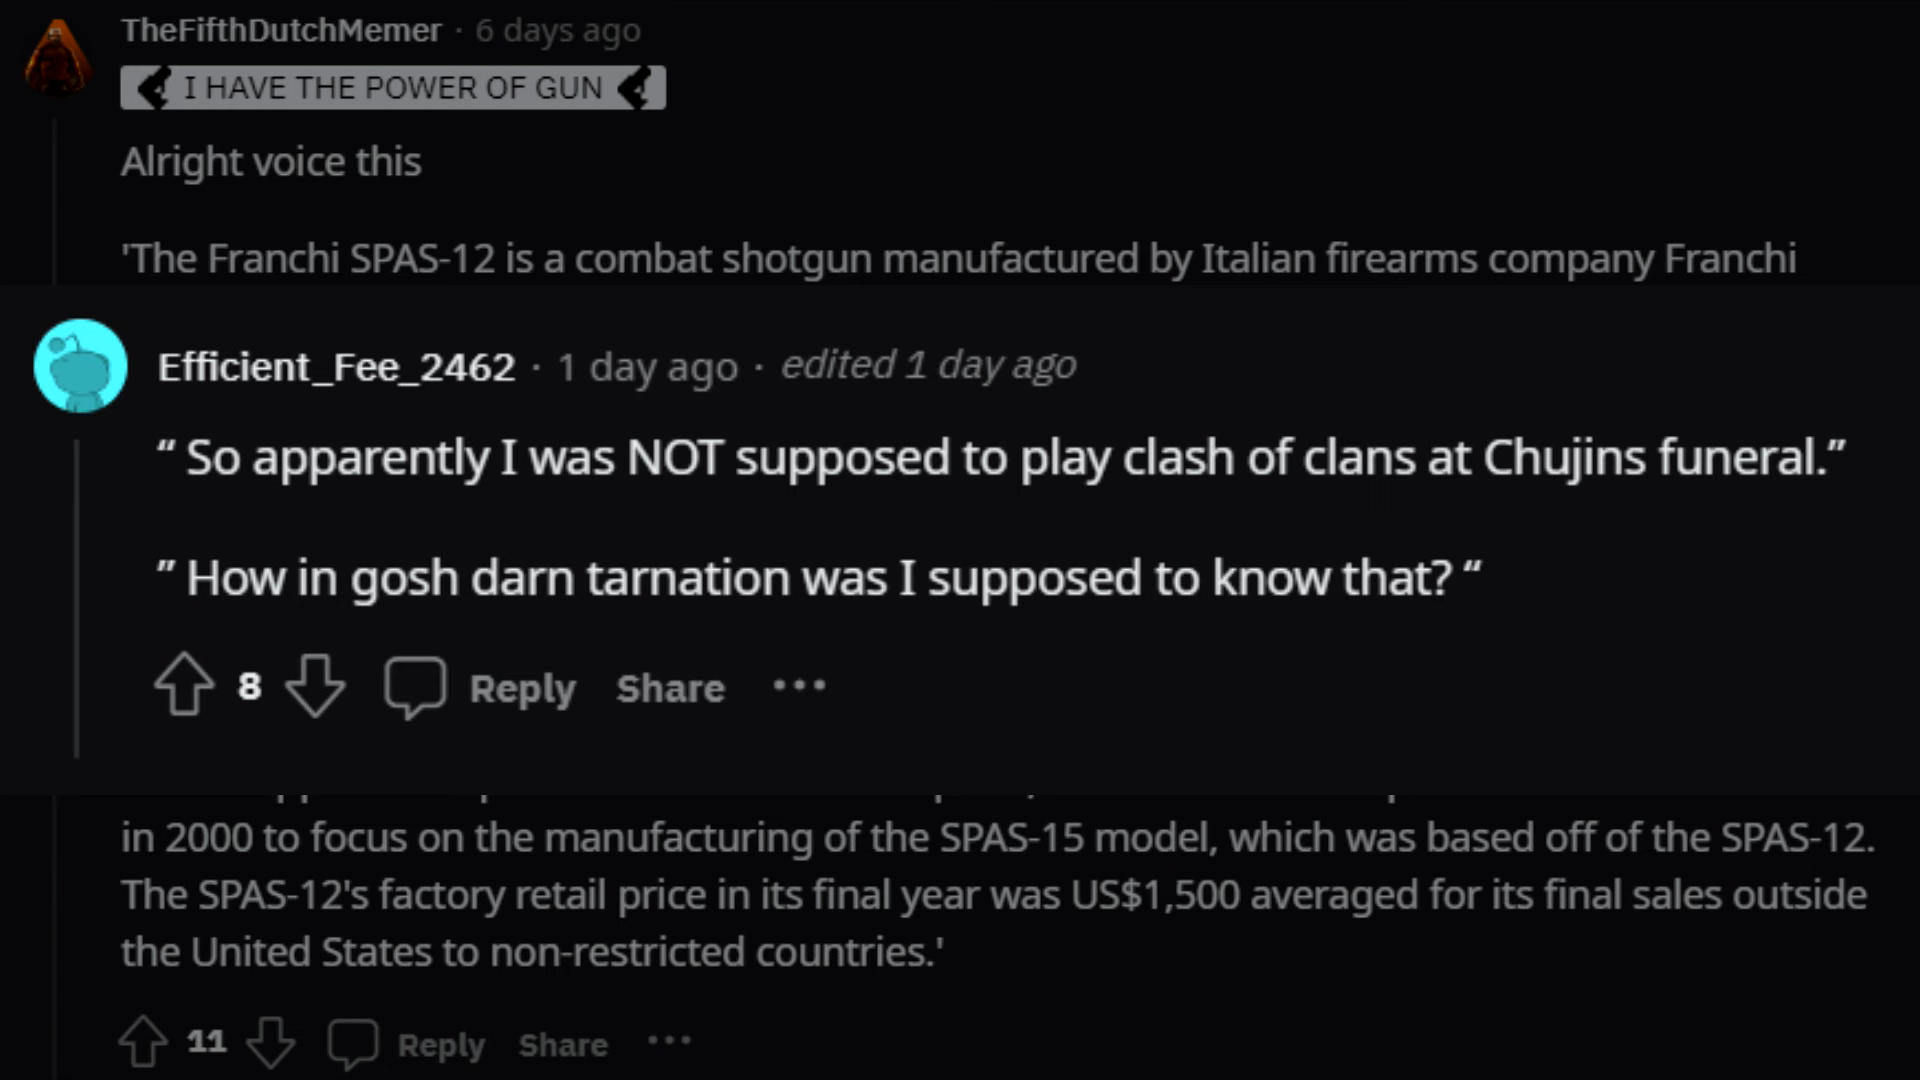 TheFifthDutchMemer · 6 days ago
I HAVE THE POWER OF GUN
Alright voice this
'The Franchi SPAS-12 is a combat shotgun manufactured by Italian firearms company Franchi
Efficient_Fee_2462 · 1 day ago · edited 1 day ago
“ So apparently I was NOT supposed to play clash of clans at Chujins funeral.”
” How in gosh darn tarnation was I supposed to know that? “
8 Reply Share ···
in 2000 to focus on the manufacturing of the SPAS-15 model, which was based off of the SPAS-12.
The SPAS-12's factory retail price in its final year was US$1,500 averaged for its final sales outside
the United States to non-restricted countries.'
11 Reply Share ···